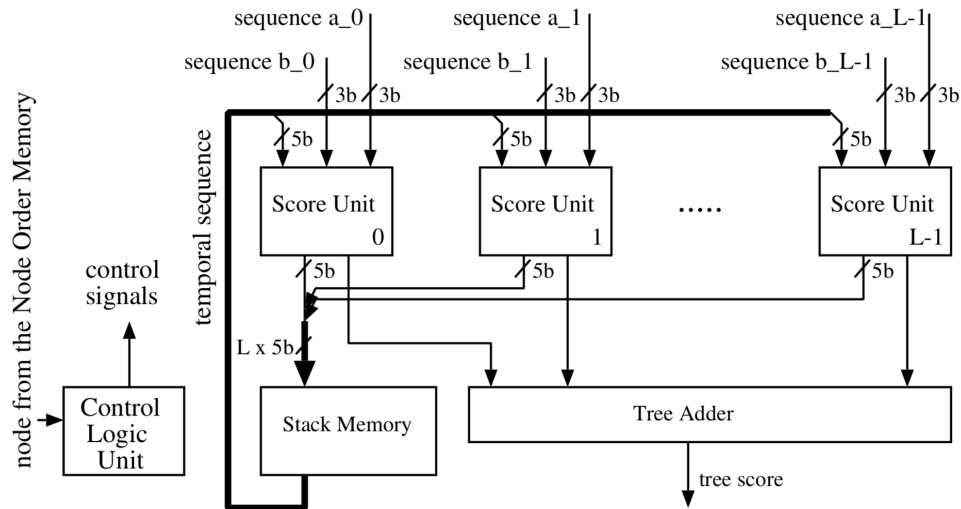 sequence a_0
sequence a_1
sequence a_L-1
sequence b_0
sequence b_1
sequence b_L-1
3b
3b
3b
3b
3b
3b
5b
5b
5b
node from the Node Order Memory
temporal sequence
Score Unit
0
Score Unit
1
.....
Score Unit
L-1
5b
5b
5b
control
signals
L x 5b
Control
Logic
Unit
Stack Memory
Tree Adder
tree score